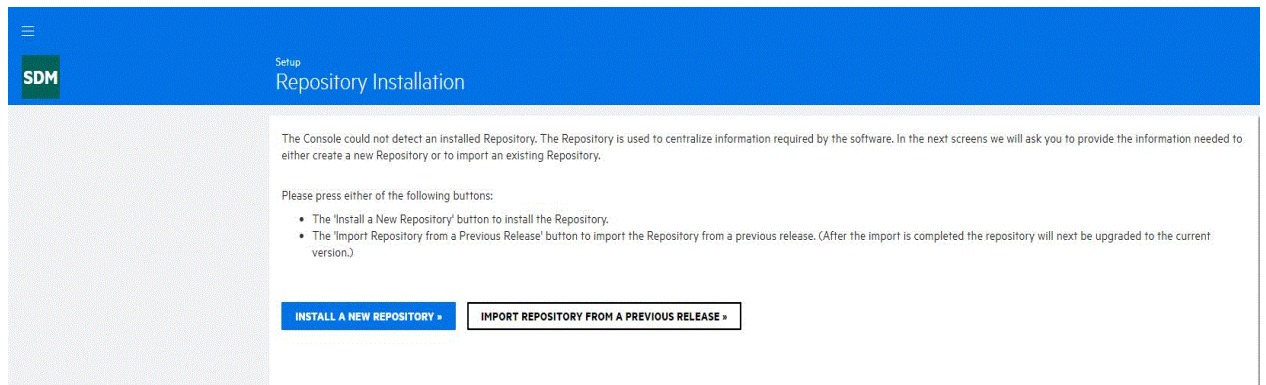 SDM
Setup
Repository Installation
The Console could not detect an installed Repository. The Repository is used to centralize information required by the software. In the next screens we will ask you to provide the information needed to
either create a new Repository or to import an existing Repository.
Please press either of the following buttons:
• The 'Install a New Repository' button to install the Repository.
• The 'Import Repository from a Previous Release' button to import the Repository from a previous release. (After the import is completed the repository will next be upgraded to the current
version.)
INSTALL A NEW REPOSITORY »
IMPORT REPOSITORY FROM A PREVIOUS RELEASE »